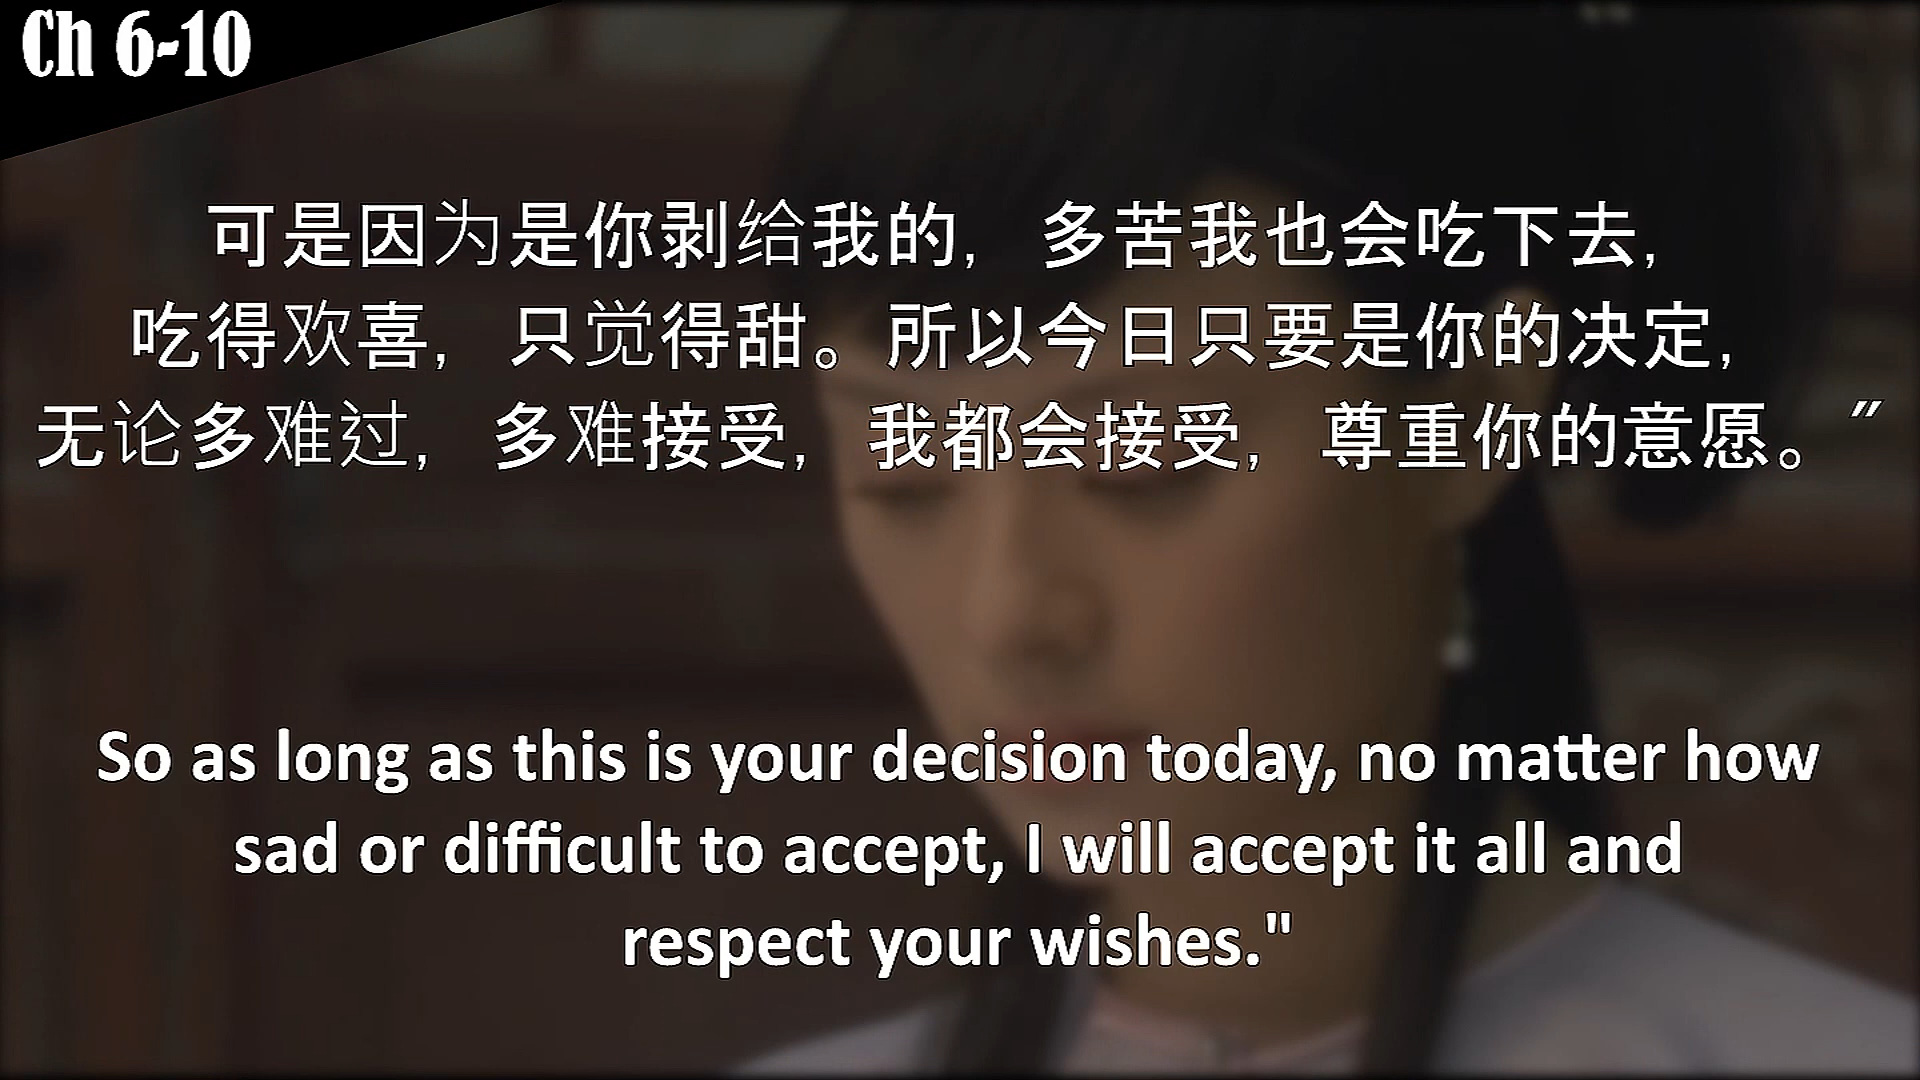 Ch 6-10
可是因为是你剥给我的, 多苦我也会吃下去,
吃得欢喜, 只觉得甜。所以今日只要是你的决定,
无论多难过, 多难接受, 我都会接受, 尊重你的意愿。"
So as long as this is your decision today, no matter how
sad or difficult to accept, I will accept it all and
respect your wishes."